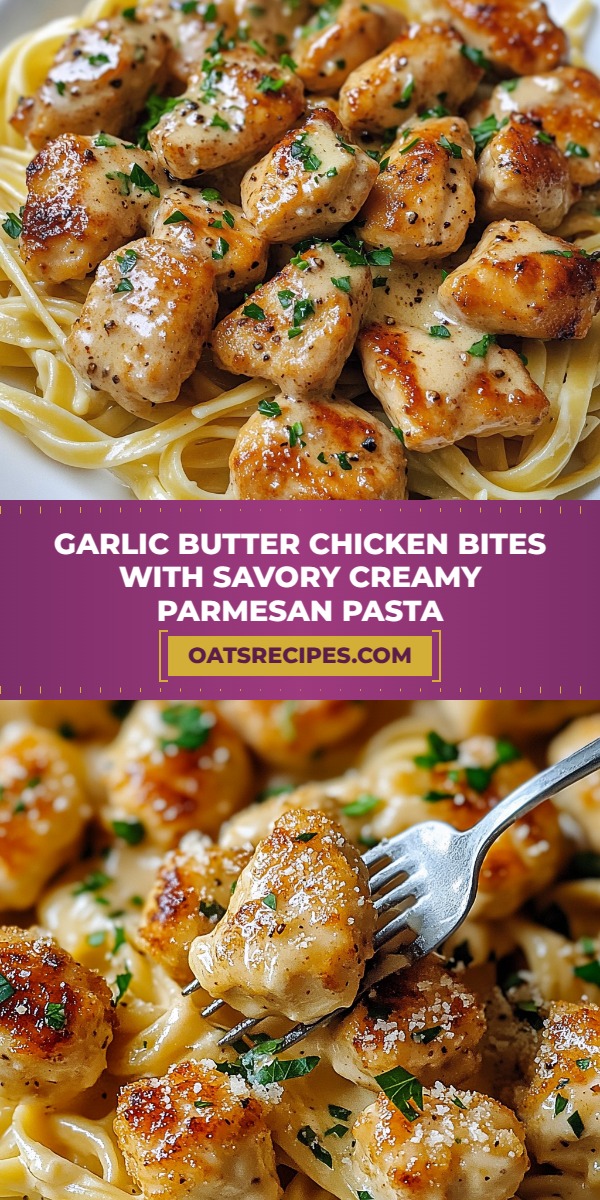 GARLIC BUTTER CHICKEN BITES
WITH SAVORY CREAMY
PARMESAN PASTA
OATSRECIPES.COM